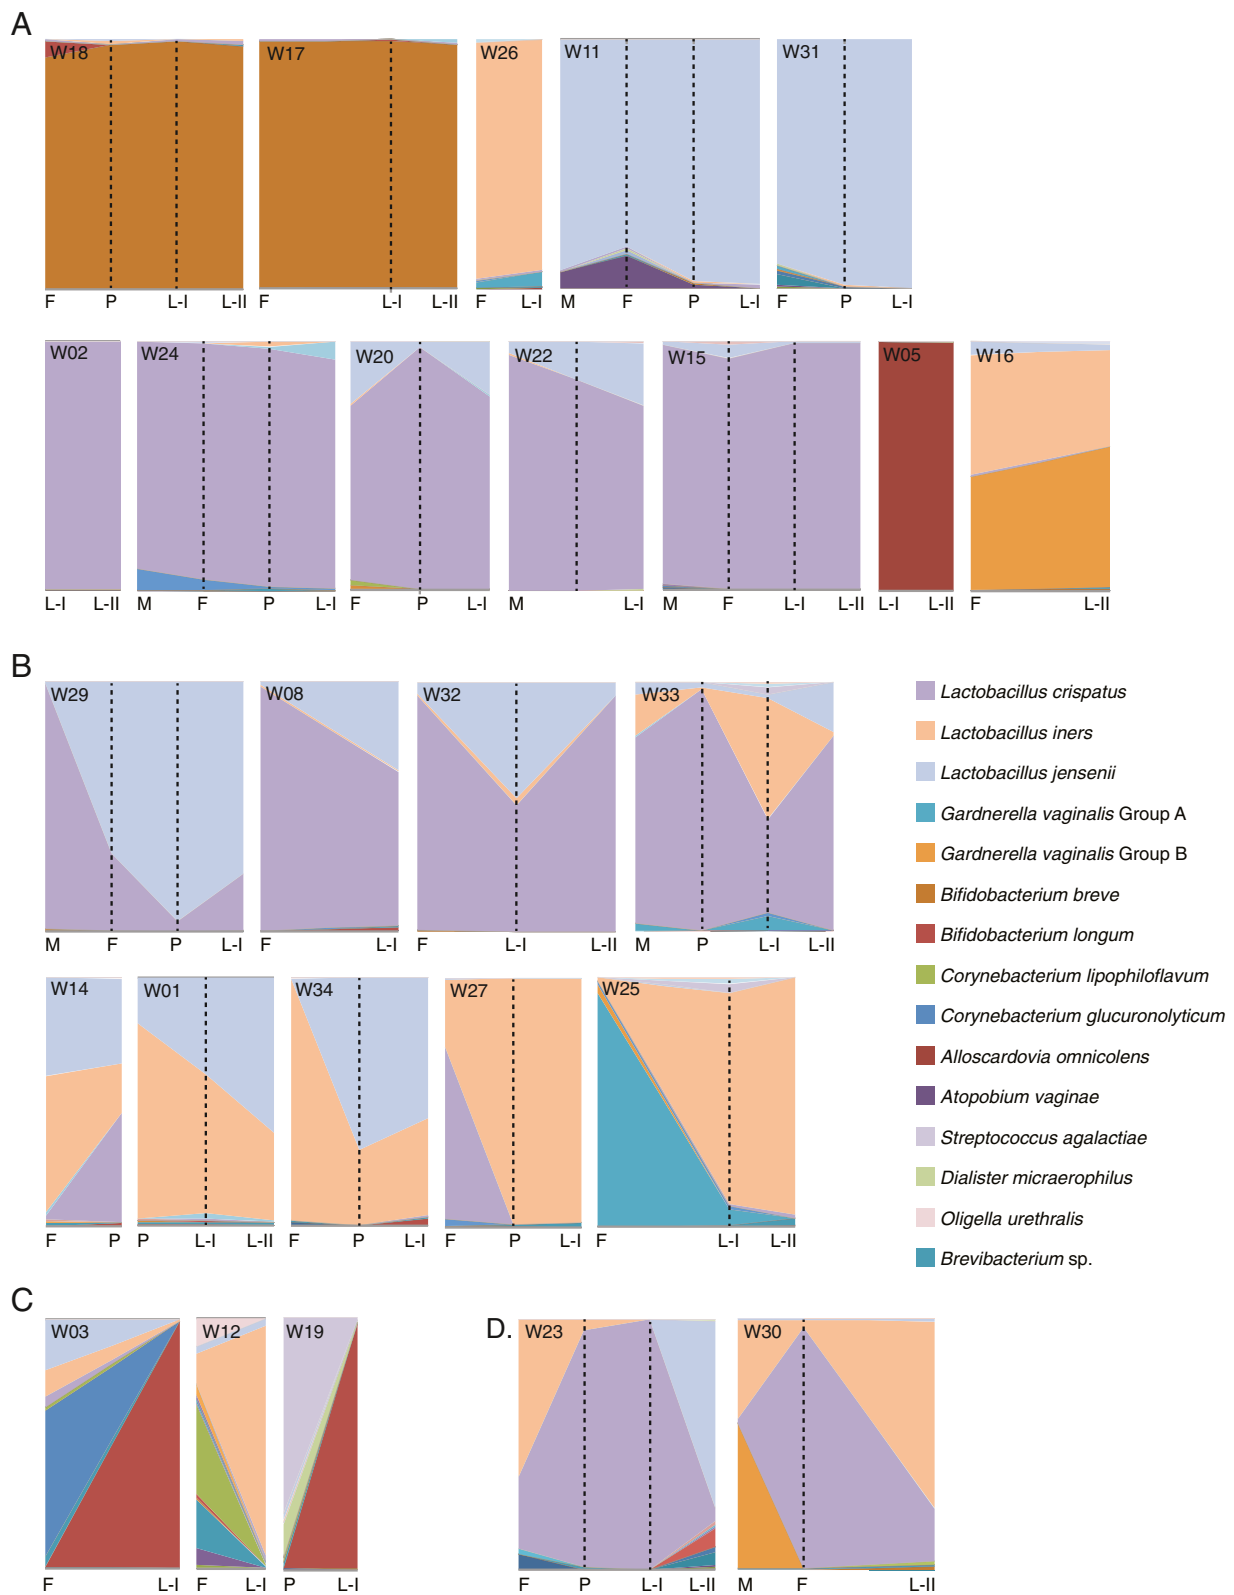 A
W18 W17 W26 W11 W31
F P L-I L-II F L-I L-II F L-I M F P L-I F P L-I
W02 W24 W20 W22 W15 W05 W16
L-I L-II M F P L-I F P L-I M L-I M F L-I L-II L-I L-II F L-II
B
W29 W08 W32 W33
M F P L-I F L-I F L-I L-II M P L-I L-II
W14 W01 W34 W27 W25
F P P L-I L-II F P L-I F P L-I F L-I L-II
Lactobacillus crispatus
Lactobacillus iners
Lactobacillus jensenii
Gardnerella vaginalis Group A
Gardnerella vaginalis Group B
Bifidobacterium breve
Bifidobacterium longum
Corynebacterium lipophiloflavum
Corynebacterium glucuronolyticum
Alloscardovia omnicolens
Atopobium vaginae
Streptococcus agalactiae
Dialister micraerophilus
Oligella urethralis
Brevibacterium sp.
C
W03 W12 W19
F L-I F L-I P L-I
D.
W23 W30
F P L-I L-II M F L-II